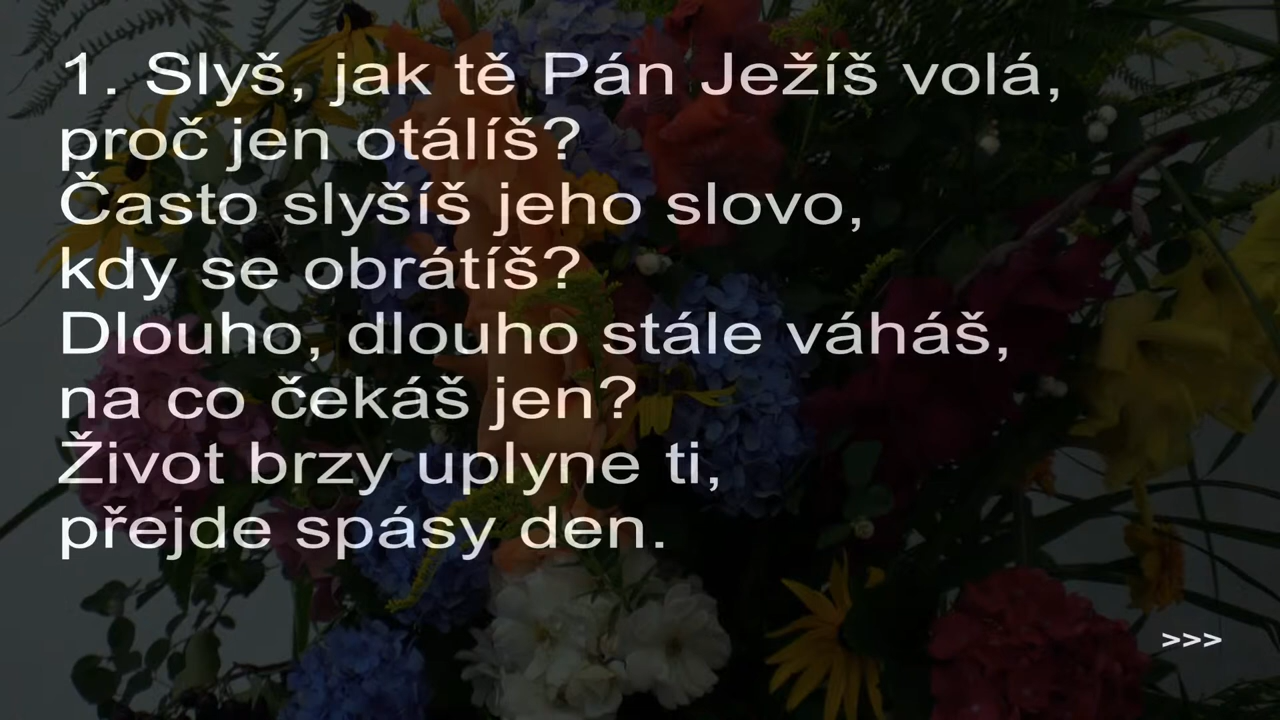 1. Slyš, jak tě Pán Ježíš volá,
proč jen otálíš?
Často slyšíš jeho slovo,
kdy se obrátíš?
Dlouho, dlouho stále váháš,
na co čekáš jen?
Život brzy uplyne ti,
přejde spásy den.
>>>